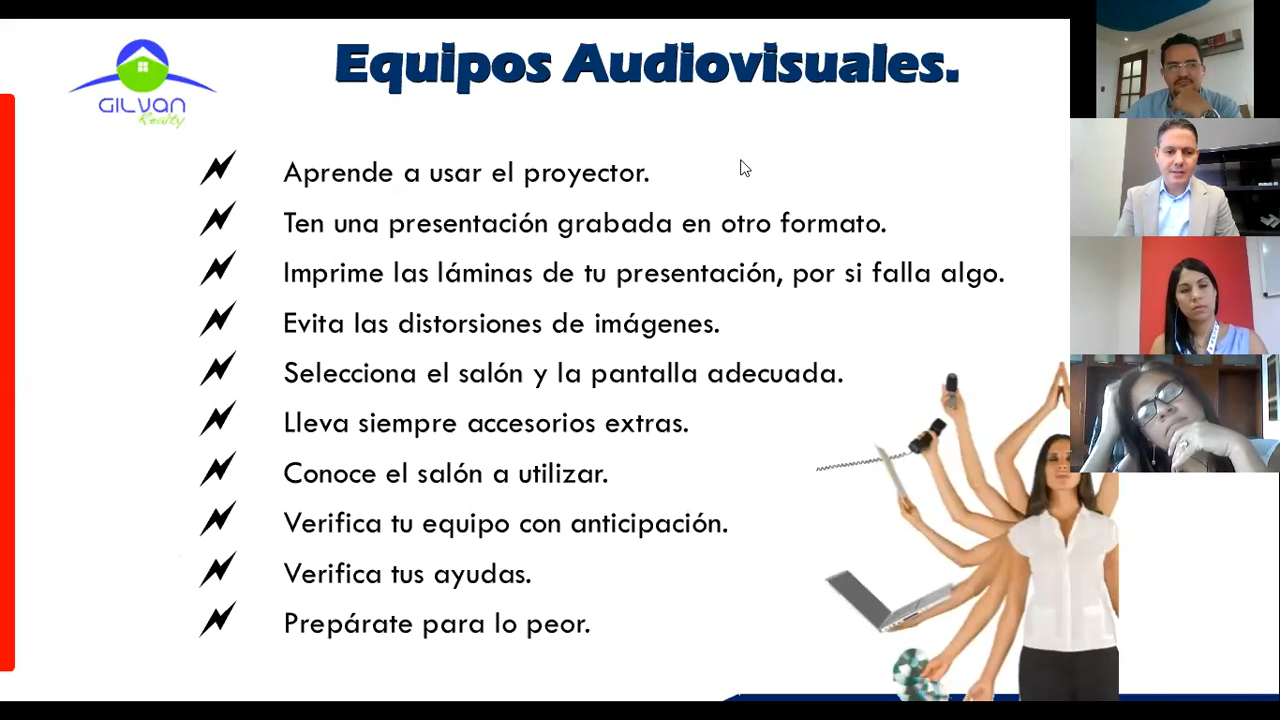 Equipos Audiovisuales.
GILVAN
Realty
Aprende a usar el proyector.
Ten una presentación grabada en otro formato.
Imprime las láminas de tu presentación, por si falla algo.
Evita las distorsiones de imágenes.
Selecciona el salón y la pantalla adecuada.
Lleva siempre accesorios extras.
Conoce el salón a utilizar.
Verifica tu equipo con anticipación.
Verifica tus ayudas.
Prepárate para lo peor.